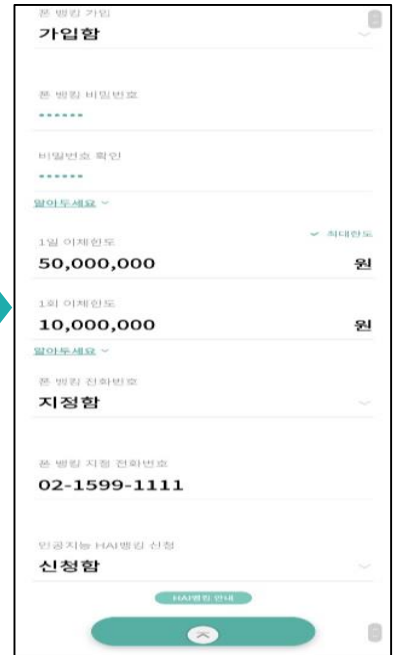 폰 뱅킹 가입
가입함
폰 뱅킹 비밀번호
••••••
비밀번호 확인
••••••
알아두세요
1일 이체한도
최대한도
50,000,000 원
1회 이체한도
10,000,000 원
알아두세요
폰 뱅킹 전화번호
지정함
폰 뱅킹 지정 전화번호
02-1599-1111
인공지능 HAI뱅킹 신청
신청함
HAI뱅킹 안내